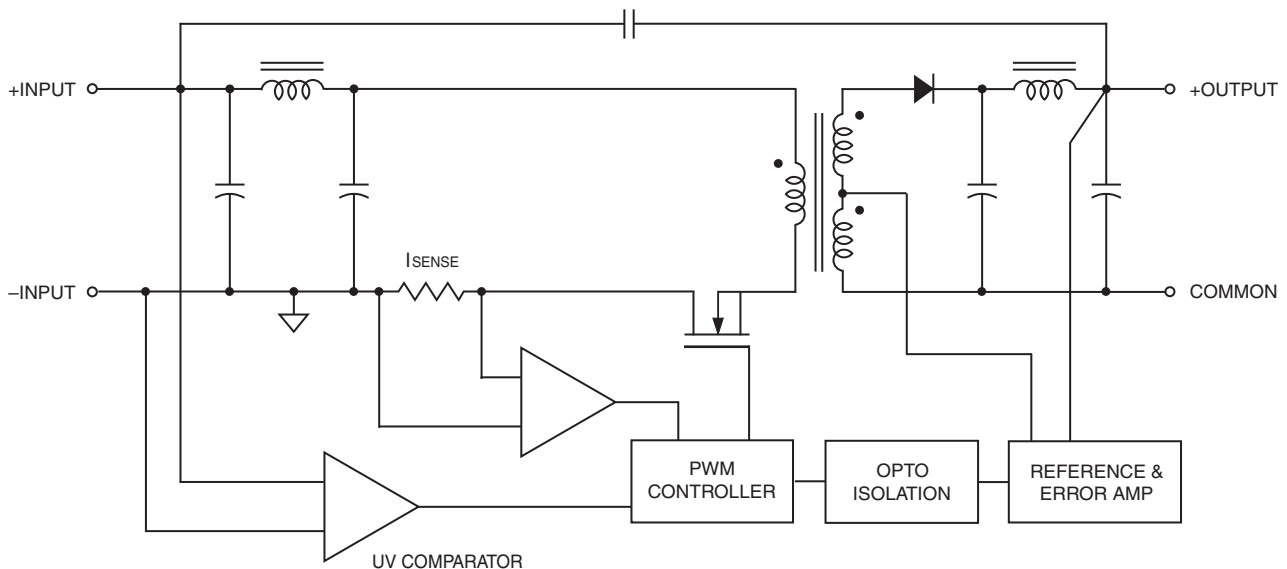 +INPUT
+OUTPUT
ISENSE
–INPUT
COMMON
PWM
CONTROLLER
OPTO
ISOLATION
REFERENCE &
ERROR AMP
UV COMPARATOR